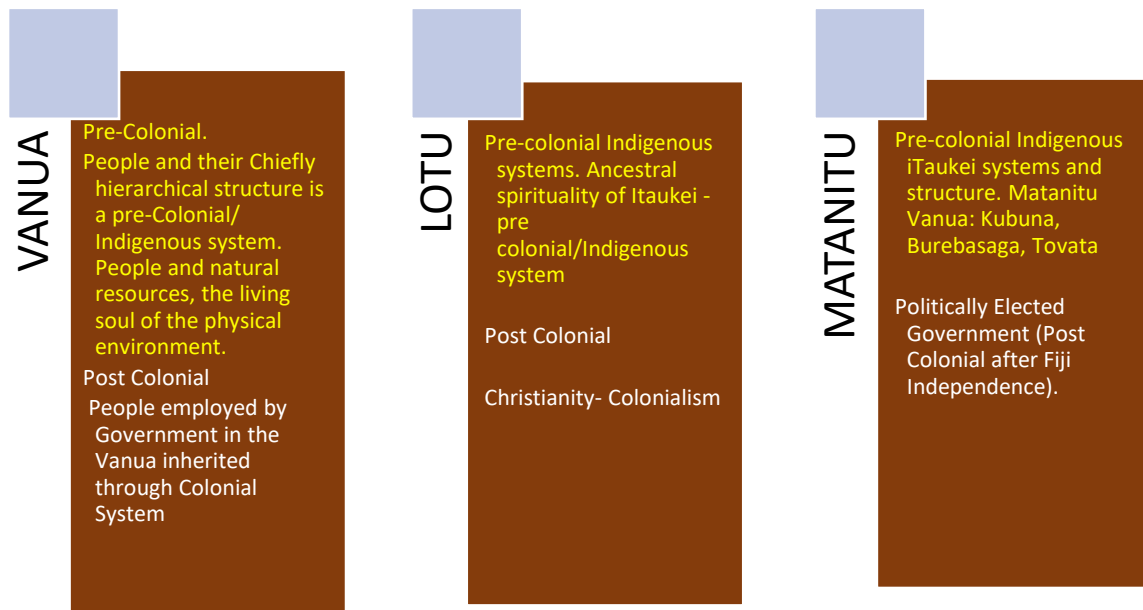 VANUA
Pre-Colonial.
People and their Chiefly
hierarchical structure is
a pre-Colonial/
Indigenous system.
People and natural
resources, the living
soul of the physical
environment.
Post Colonial
People employed by
Government in the
Vanua inherited
through Colonial
System
LOTU
Pre-colonial Indigenous
systems. Ancestral
spirituality of Itaukei -
pre
colonial/Indigenous
system
Post Colonial
Christianity- Colonialism
MATANITU
Pre-colonial Indigenous
iTaukei systems and
structure. Matanitu
Vanua: Kubuna,
Burebasaga, Tovata
Politically Elected
Government (Post
Colonial after Fiji
Independence).